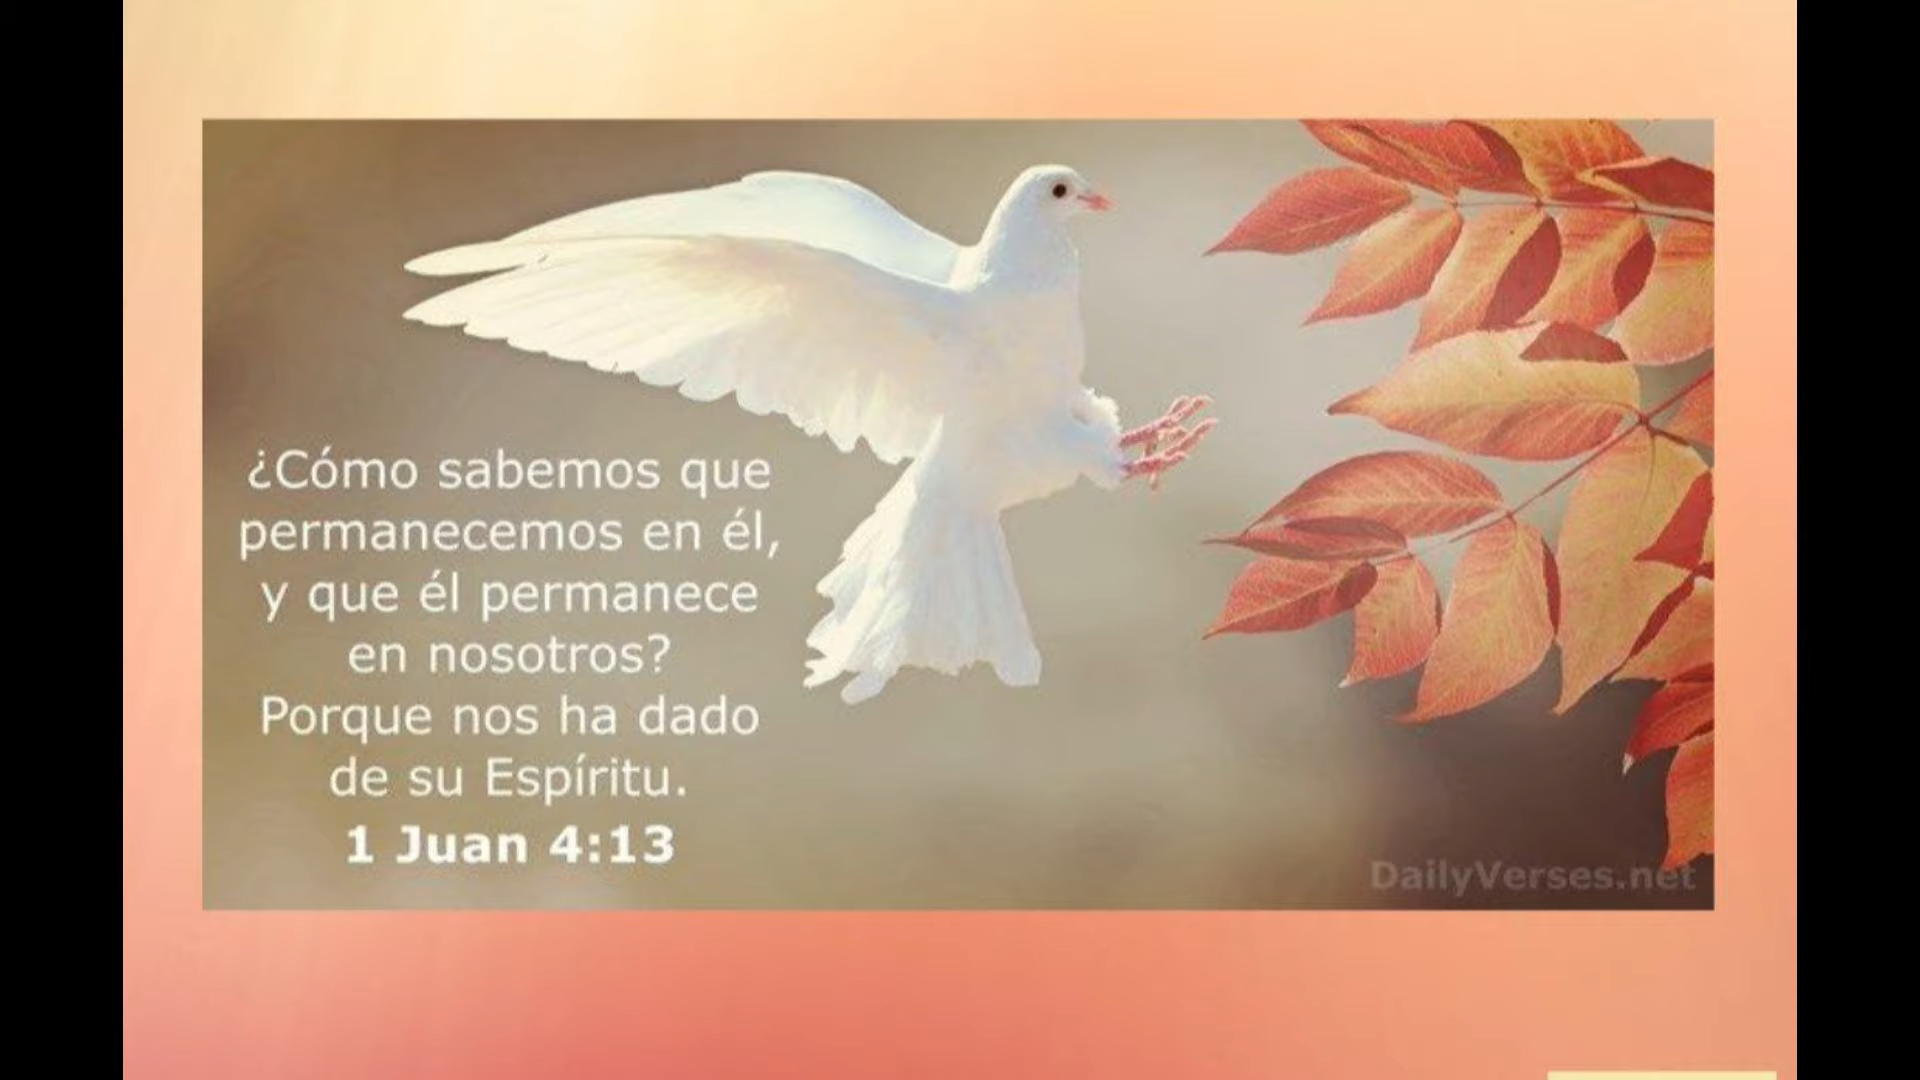 ¿Cómo sabemos que
permanecemos en él,
y que él permanece
en nosotros?
Porque nos ha dado
de su Espíritu.
1 Juan 4:13
DailyVerses.net